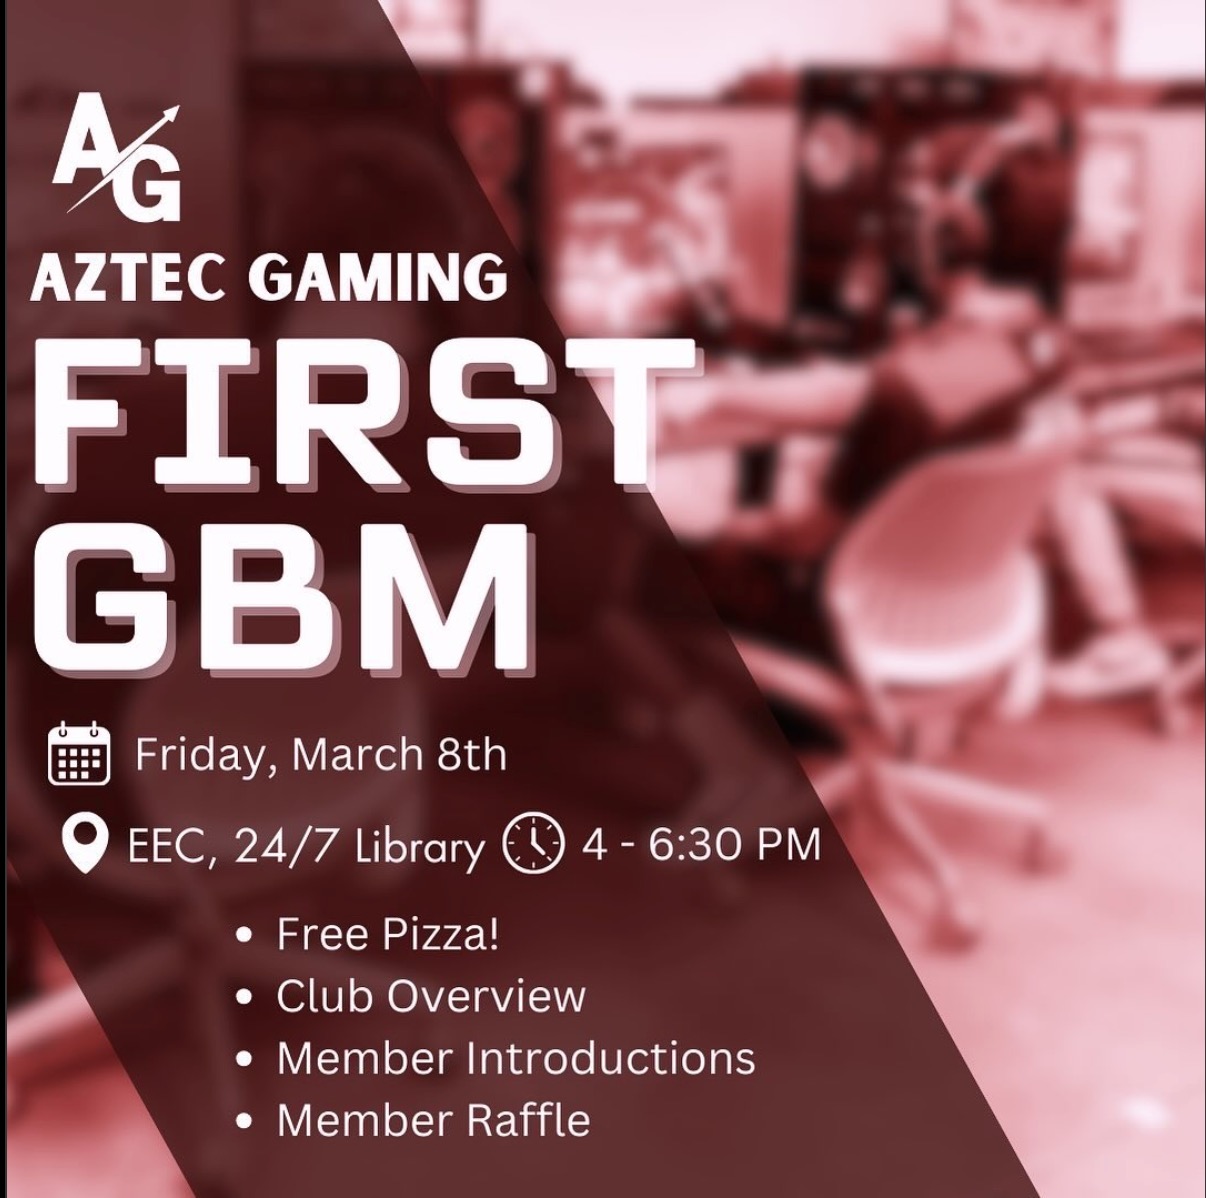 AG
AZTEC GAMING
FIRST
GBM
Friday, March 8th
EEC, 24/7 Library 4 - 6:30 PM
• Free Pizza!
• Club Overview
• Member Introductions
• Member Raffle